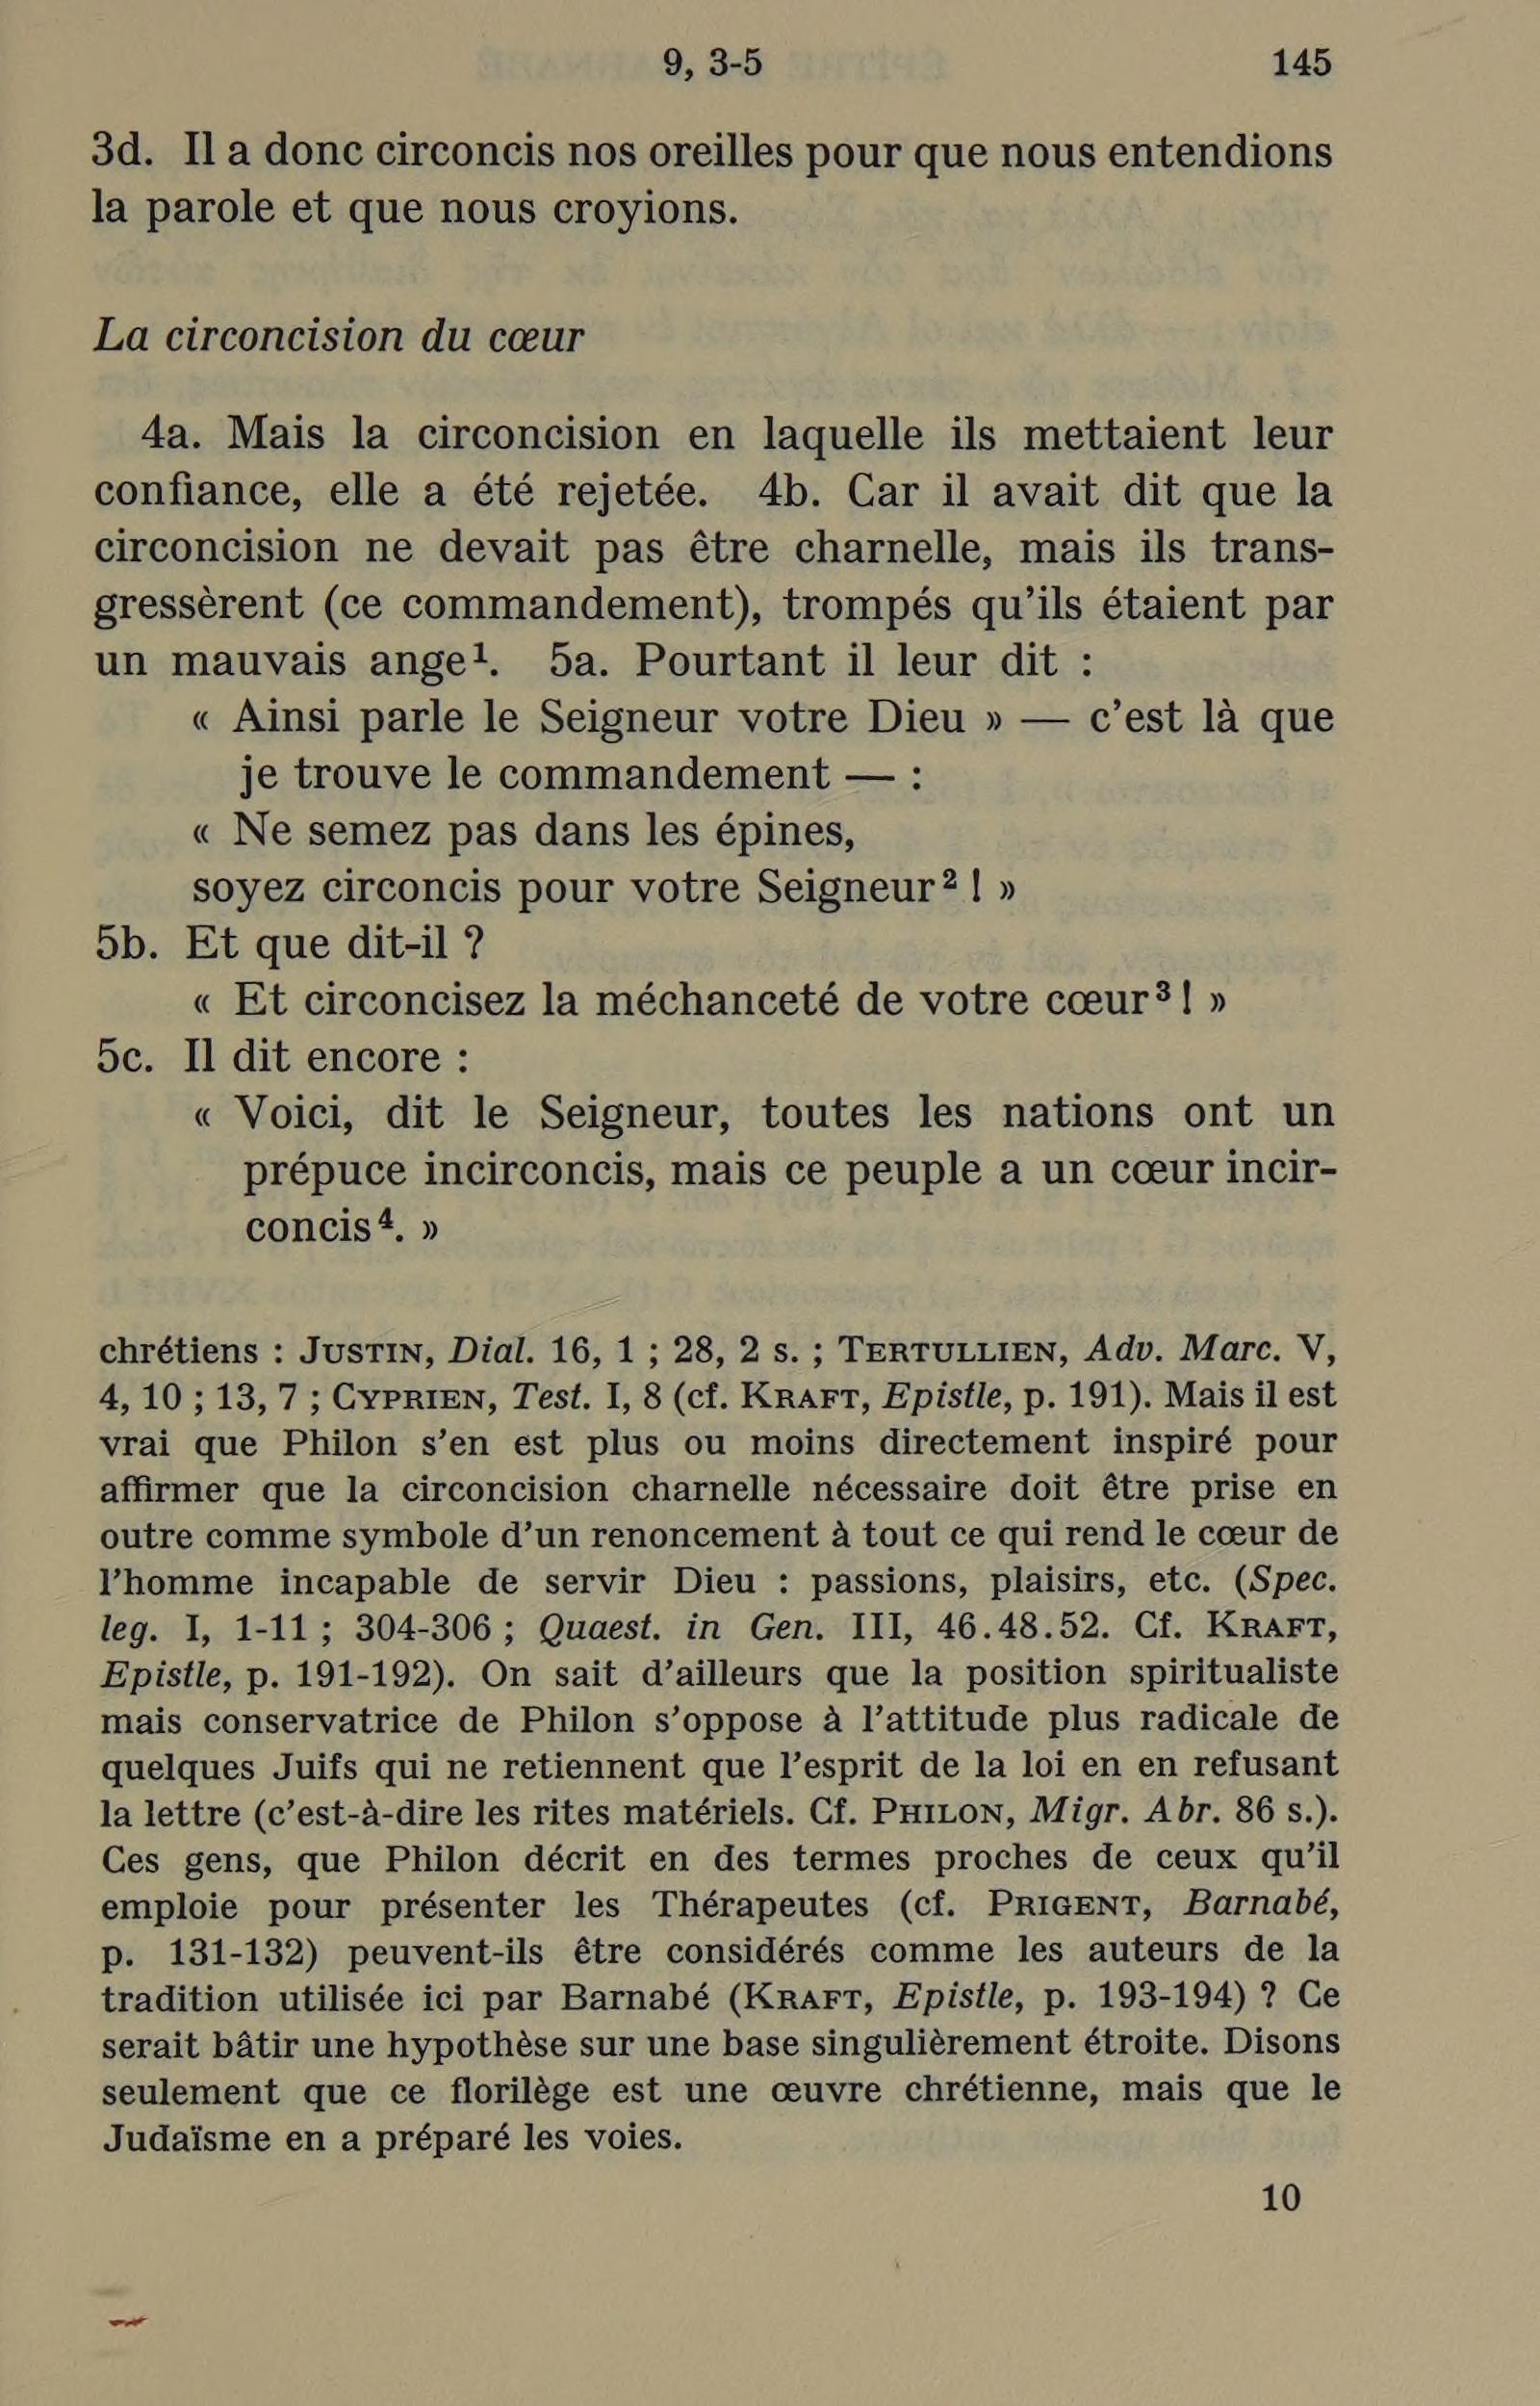 9, 3-5 145
3d. Il a donc circoncis nos oreilles pour que nous entendions
la parole et que nous croyions.
La circoncision du cœur
4a. Mais la circoncision en laquelle ils mettaient leur
confiance, elle a été rejetée. 4b. Car il avait dit que la
circoncision ne devait pas être charnelle, mais ils trans-
gressèrent (ce commandement), trompés qu'ils étaient par
un mauvais ange¹. 5a. Pourtant il leur dit :
« Ainsi parle le Seigneur votre Dieu » — c'est là que
je trouve le commandement — :
« Ne semez pas dans les épines,
soyez circoncis pour votre Seigneur² ! »
5b. Et que dit-il ?
« Et circoncisez la méchanceté de votre cœur³ ! »
5c. Il dit encore :
« Voici, dit le Seigneur, toutes les nations ont un
prépuce incirconcis, mais ce peuple a un cœur incir-
concis⁴. »
chrétiens : JUSTIN, Dial. 16, 1 ; 28, 2 s. ; TERTULLIEN, Adv. Marc. V,
4, 10 ; 13, 7 ; CYPRIEN, Test. I, 8 (cf. KRAFT, Epistle, p. 191). Mais il est
vrai que Philon s'en est plus ou moins directement inspiré pour
affirmer que la circoncision charnelle nécessaire doit être prise en
outre comme symbole d'un renoncement à tout ce qui rend le cœur de
l'homme incapable de servir Dieu : passions, plaisirs, etc. (Spec.
leg. I, 1-11 ; 304-306 ; Quaest. in Gen. III, 46.48.52. Cf. KRAFT,
Epistle, p. 191-192). On sait d'ailleurs que la position spiritualiste
mais conservatrice de Philon s'oppose à l'attitude plus radicale de
quelques Juifs qui ne retiennent que l'esprit de la loi en en refusant
la lettre (c'est-à-dire les rites matériels. Cf. PHILON, Migr. Abr. 86 s.).
Ces gens, que Philon décrit en des termes proches de ceux qu'il
emploie pour présenter les Thérapeutes (cf. PRIGENT, Barnabé,
p. 131-132) peuvent-ils être considérés comme les auteurs de la
tradition utilisée ici par Barnabé (KRAFT, Epistle, p. 193-194) ? Ce
serait bâtir une hypothèse sur une base singulièrement étroite. Disons
seulement que ce florilège est une œuvre chrétienne, mais que le
Judaïsme en a préparé les voies.
10